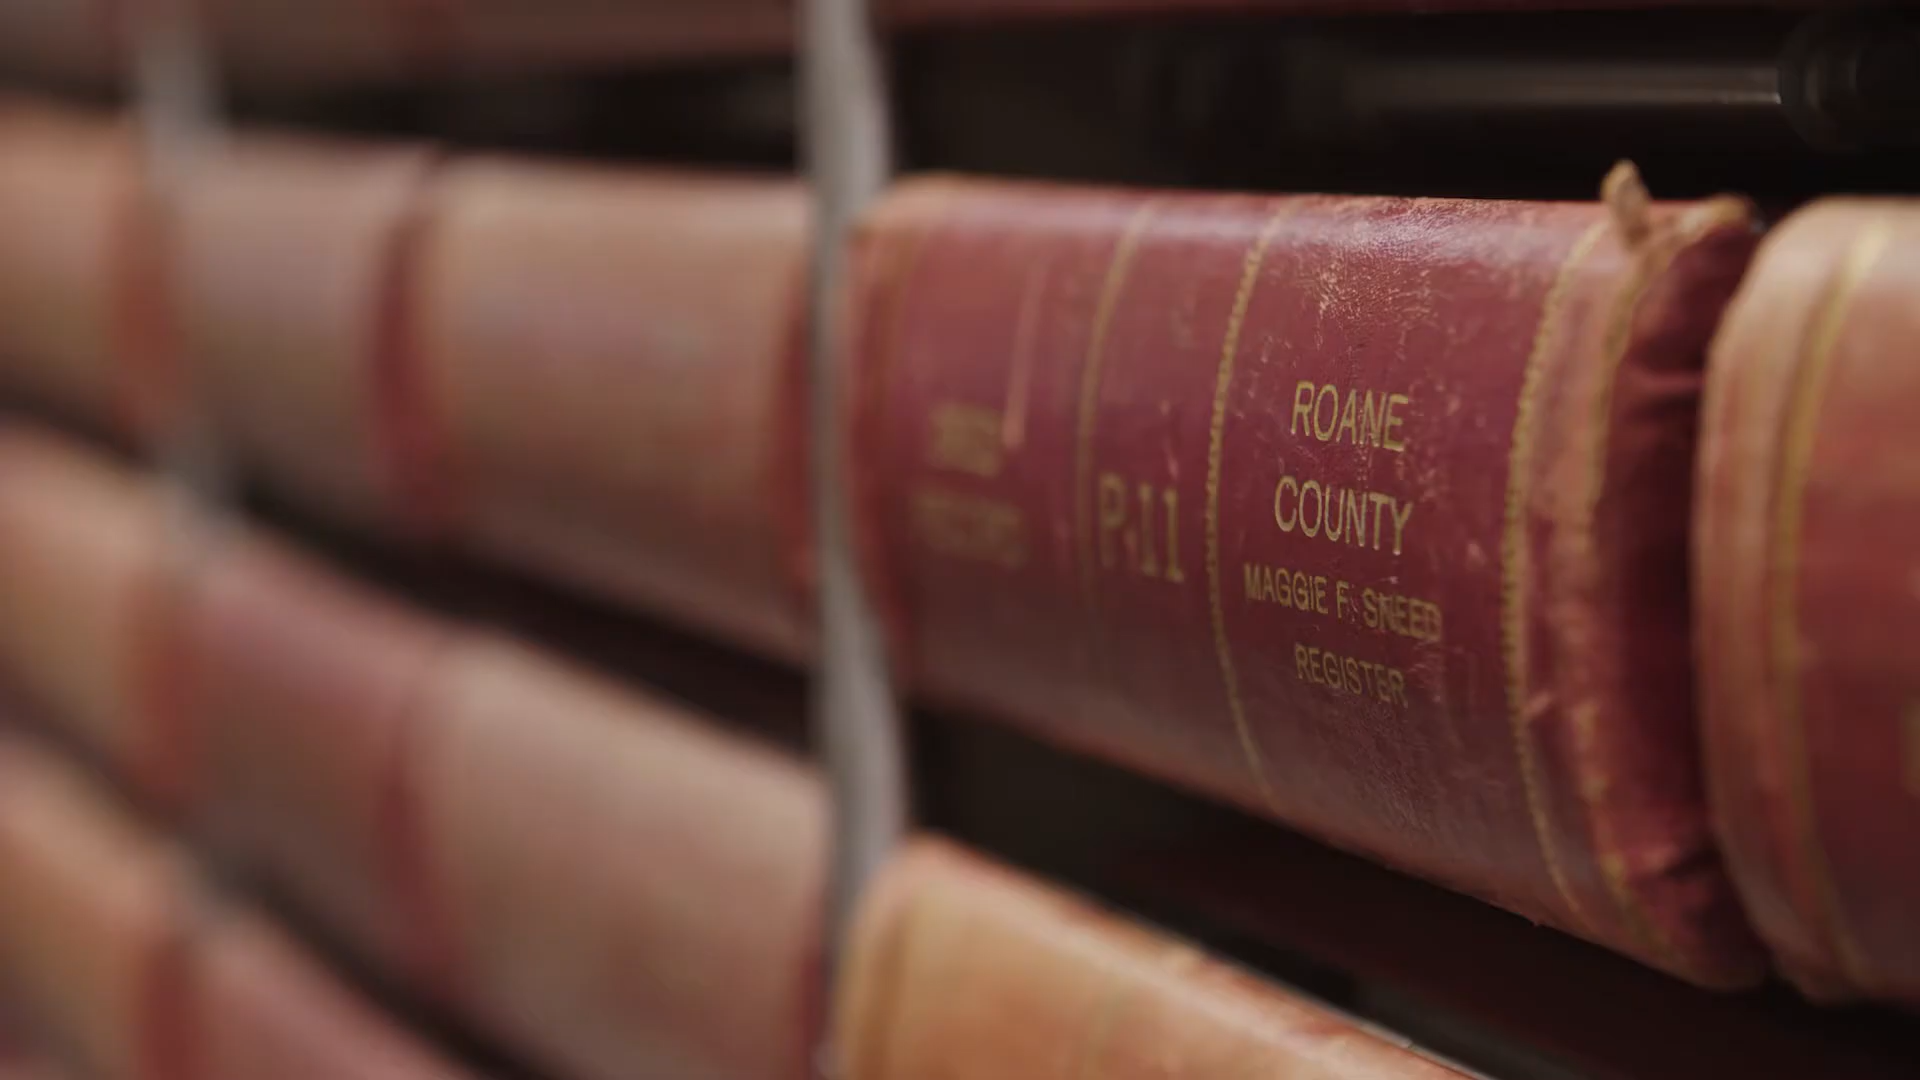 P-11
ROANE
COUNTY
MAGGIE F. SNEED
REGISTER